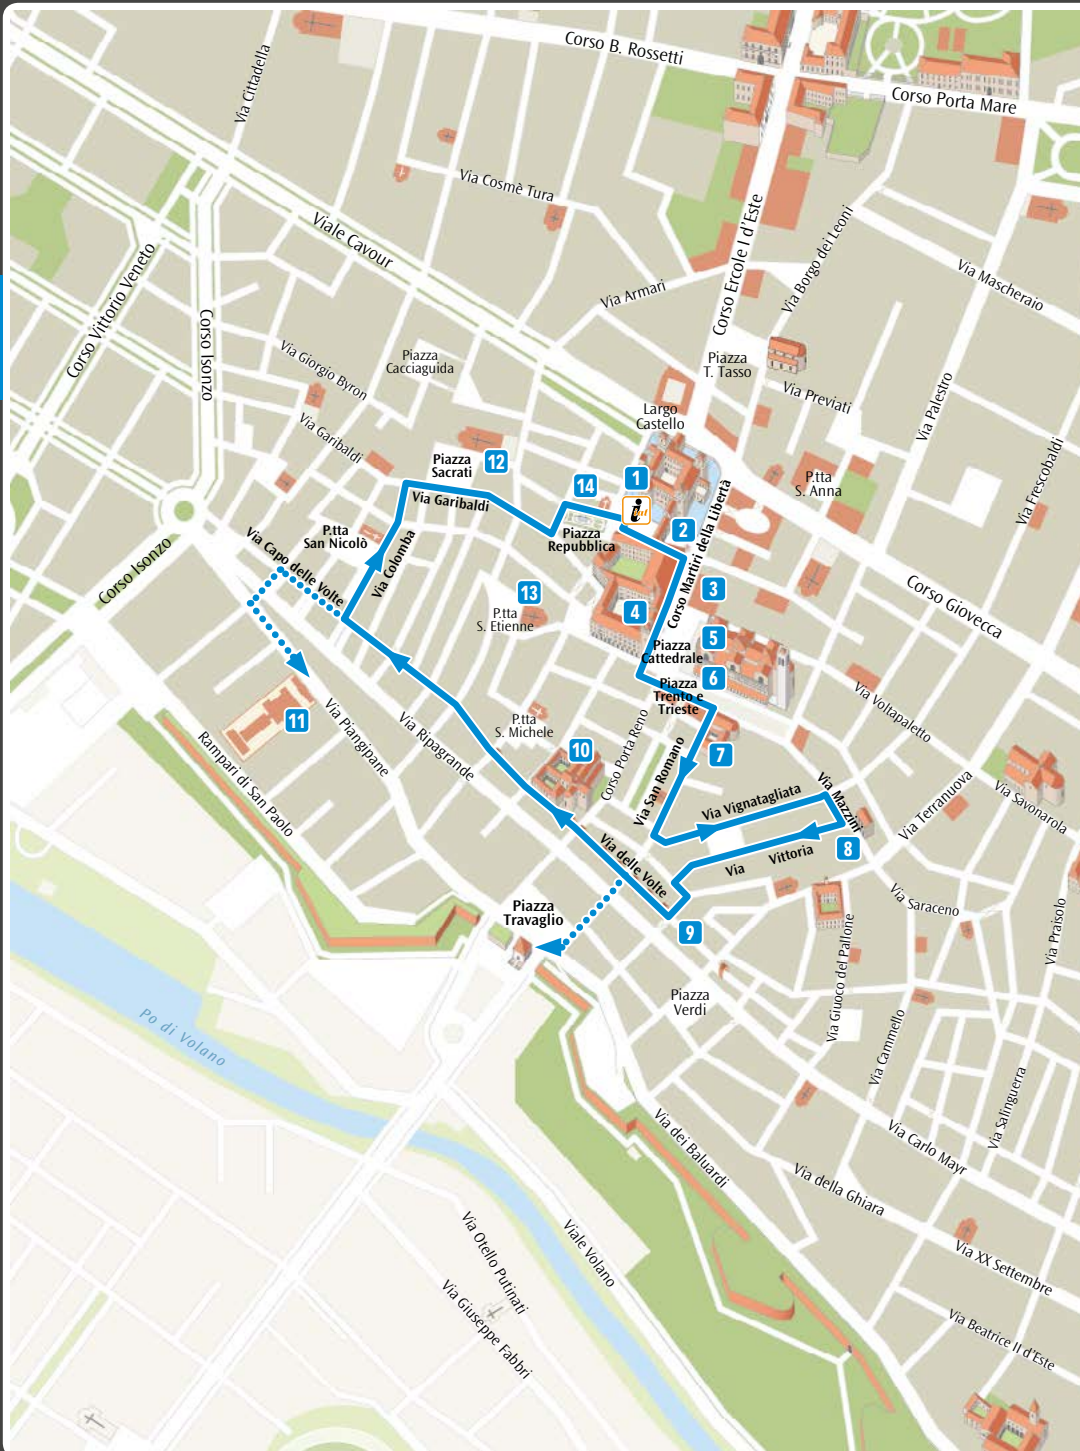 Corso B. Rossetti
Corso Porta Mare
Via Cittadella
Via Cosmè Tura
Viale Cavour
Corso Ercole I d'Este
Via Borgo dei Leoni
Via Mascheraio
Via Armari
Corso Vittorio Veneto
Corso Isonzo
Via Giorgio Byron
Piazza
Cacciaguida
Piazza
T. Tasso
Via Previati
Via Palestro
Largo
Castello
Via Garibaldi
Piazza
Sacrati
12
14
1
i
2
P.tta
S. Anna
Via Frescobaldi
Via Garibaldi
P.tta
San Nicolò
Piazza
Repubblica
Corso Martiri della Libertà
Via Capo delle Volte
Via Colomba
Corso Isonzo
13
P.tta
S. Etienne
3
4
5
Corso Giovecca
Piazza
Cattedrale
6
Piazza
Trento e
Trieste
Via Voltapaletto
11
Via Piangipane
Via Ripagrande
P.tta
S. Michele
10
Corso Porta Reno
Via San Romano
7
Rampari di San Paolo
Via Vignatagliata
Via Mazzini
Via Terranuova
Via Savonarola
Via delle Volte
Via
Vittoria
8
Piazza
Travaglio
9
Via Saraceno
Via Praisolo
Via Giuoco del Pallone
Piazza
Verdi
Po di Volano
Via Cammello
Via Salinguerra
Via dei Baluardi
Via Carlo Mayr
Via della Ghiara
Via Otello Putinati
Viale Volano
Via XX Settembre
Via Giuseppe Fabbri
Via Beatrice II d'Este